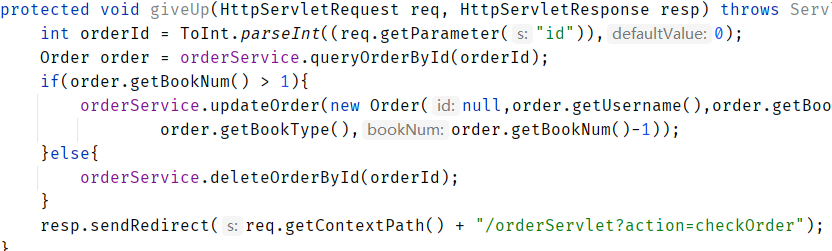 protected void giveUp(HttpServletRequest req, HttpServletResponse resp) throws Serv
int orderId = ToInt.parseInt((req.getParameter( s: "id")), defaultValue: 0);
Order order = orderService.queryOrderById(orderId);
if(order.getBookNum() > 1){
orderService.updateOrder(new Order( id: null,order.getUsername(),order.getBoo
order.getBookType(), bookNum: order.getBookNum()-1));
}else{
orderService.deleteOrderById(orderId);
}
resp.sendRedirect( s: req.getContextPath() + "/orderServlet?action=checkOrder");
}